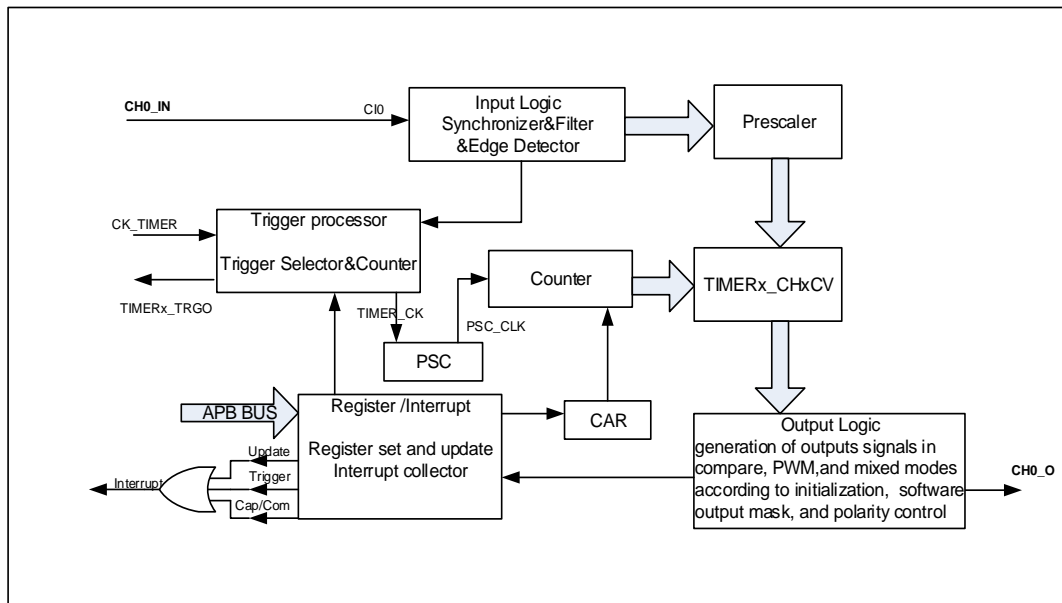 CH0_IN
CI0
Input Logic
Synchronizer&Filter
&Edge Detector
Prescaler
CK_TIMER
TIMERx_TRGO
Trigger processor
Trigger Selector&Counter
TIMER_CK
PSC
PSC_CLK
Counter
TIMERx_CHxCV
APB BUS
Register /Interrupt
Register set and update
Interrupt collector
CAR
Output Logic
generation of outputs signals in
compare, PWM,and mixed modes
according to initialization, software
output mask, and polarity control
CH0_O
Update
Trigger
Cap/Com
Interrupt